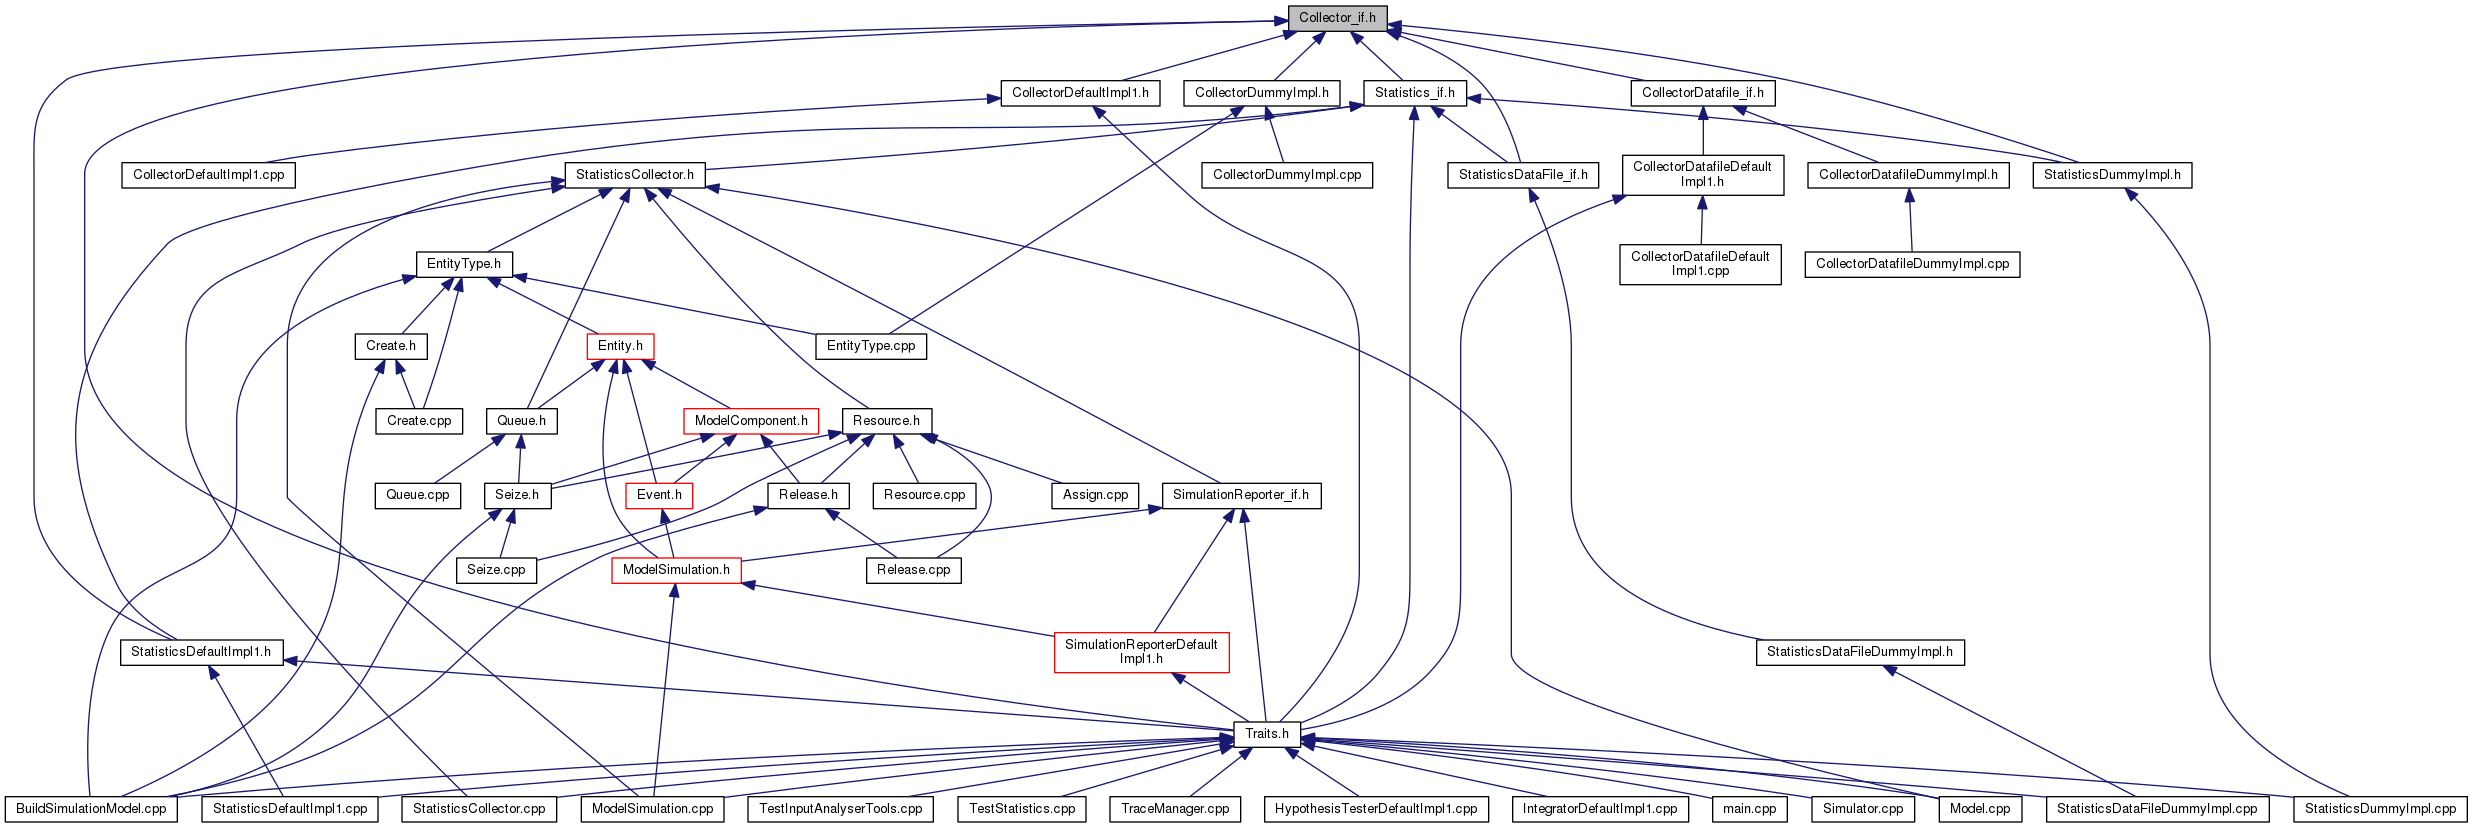 Collector_if.h
CollectorDefaultImpl1.h
CollectorDummyImpl.h
Statistics_if.h
CollectorDatafile_if.h
CollectorDefaultImpl1.cpp
StatisticsCollector.h
CollectorDummyImpl.cpp
StatisticsDataFile_if.h
CollectorDatafileDefault
Impl1.h
CollectorDatafileDummyImpl.h
StatisticsDummyImpl.h
EntityType.h
CollectorDatafileDefault
Impl1.cpp
CollectorDatafileDummyImpl.cpp
Create.h
Entity.h
EntityType.cpp
Create.cpp
Queue.h
ModelComponent.h
Resource.h
Queue.cpp
Seize.h
Event.h
Release.h
Resource.cpp
Assign.cpp
SimulationReporter_if.h
Seize.cpp
ModelSimulation.h
Release.cpp
StatisticsDefaultImpl1.h
SimulationReporterDefault
Impl1.h
StatisticsDataFileDummyImpl.h
Traits.h
BuildSimulationModel.cpp
StatisticsDefaultImpl1.cpp
StatisticsCollector.cpp
ModelSimulation.cpp
TestInputAnalyserTools.cpp
TestStatistics.cpp
TraceManager.cpp
HypothesisTesterDefaultImpl1.cpp
IntegratorDefaultImpl1.cpp
main.cpp
Simulator.cpp
Model.cpp
StatisticsDataFileDummyImpl.cpp
StatisticsDummyImpl.cpp